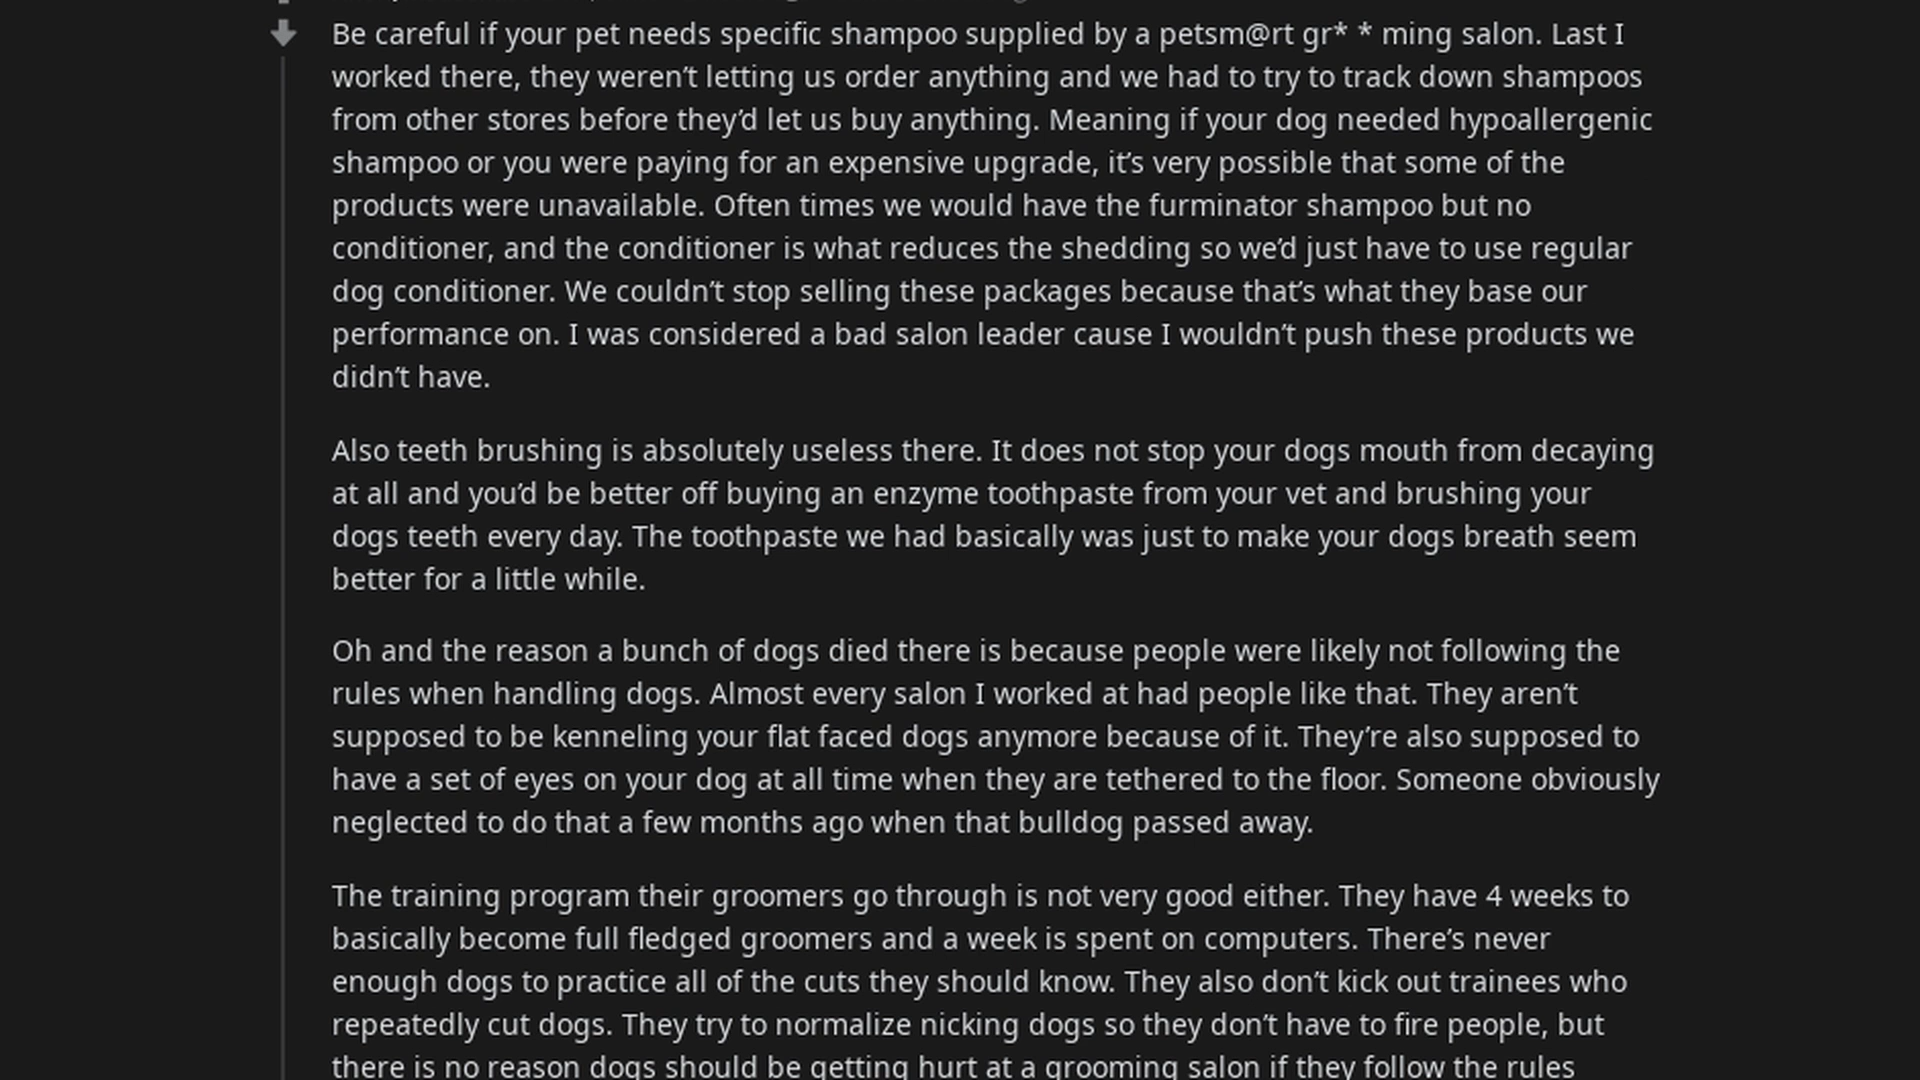 Be careful if your pet needs specific shampoo supplied by a petsm@rt gr* * ming salon. Last I
worked there, they weren’t letting us order anything and we had to try to track down shampoos
from other stores before they’d let us buy anything. Meaning if your dog needed hypoallergenic
shampoo or you were paying for an expensive upgrade, it’s very possible that some of the
products were unavailable. Often times we would have the furminator shampoo but no
conditioner, and the conditioner is what reduces the shedding so we’d just have to use regular
dog conditioner. We couldn’t stop selling these packages because that’s what they base our
performance on. I was considered a bad salon leader cause I wouldn’t push these products we
didn’t have.
Also teeth brushing is absolutely useless there. It does not stop your dogs mouth from decaying
at all and you’d be better off buying an enzyme toothpaste from your vet and brushing your
dogs teeth every day. The toothpaste we had basically was just to make your dogs breath seem
better for a little while.
Oh and the reason a bunch of dogs died there is because people were likely not following the
rules when handling dogs. Almost every salon I worked at had people like that. They aren’t
supposed to be kenneling your flat faced dogs anymore because of it. They’re also supposed to
have a set of eyes on your dog at all time when they are tethered to the floor. Someone obviously
neglected to do that a few months ago when that bulldog passed away.
The training program their groomers go through is not very good either. They have 4 weeks to
basically become full fledged groomers and a week is spent on computers. There’s never
enough dogs to practice all of the cuts they should know. They also don’t kick out trainees who
repeatedly cut dogs. They try to normalize nicking dogs so they don’t have to fire people, but
there is no reason dogs should be getting hurt at a grooming salon if they follow the rules